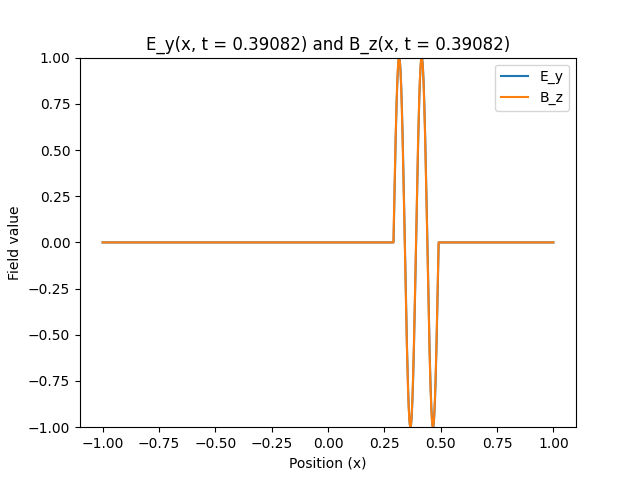 E_y(x, t = 0.39082) and B_z(x, t = 0.39082)
E_y
B_z
1.00
0.75
0.50
0.25
0.00
−0.25
−0.50
−0.75
−1.00
Field value
−1.00 −0.75 −0.50 −0.25 0.00 0.25 0.50 0.75 1.00
Position (x)